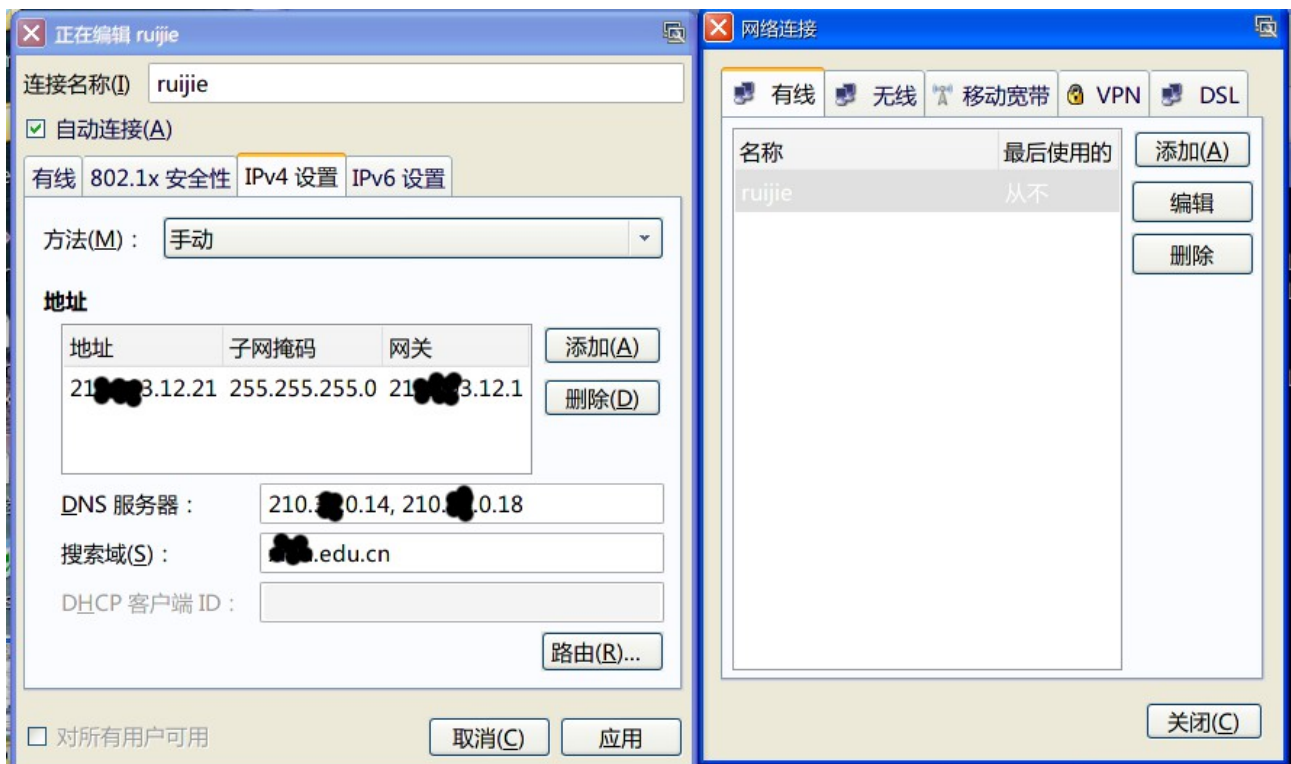 正在编辑 ruijie
连接名称(I) ruijie
自动连接(A)
有线 802.1x 安全性 IPv4 设置 IPv6 设置
方法(M)： 手动
地址
地址 子网掩码 网关
添加(A)
21 3.12.21 255.255.255.0 21 3.12.1
删除(D)
DNS 服务器： 210. 0.14, 210. .0.18
搜索域(S)： .edu.cn
DHCP 客户端 ID：
路由(R)...
对所有用户可用
取消(C) 应用
网络连接
有线 无线 移动宽带 VPN DSL
名称 最后使用的
添加(A)
ruijie 从不
编辑
删除
关闭(C)